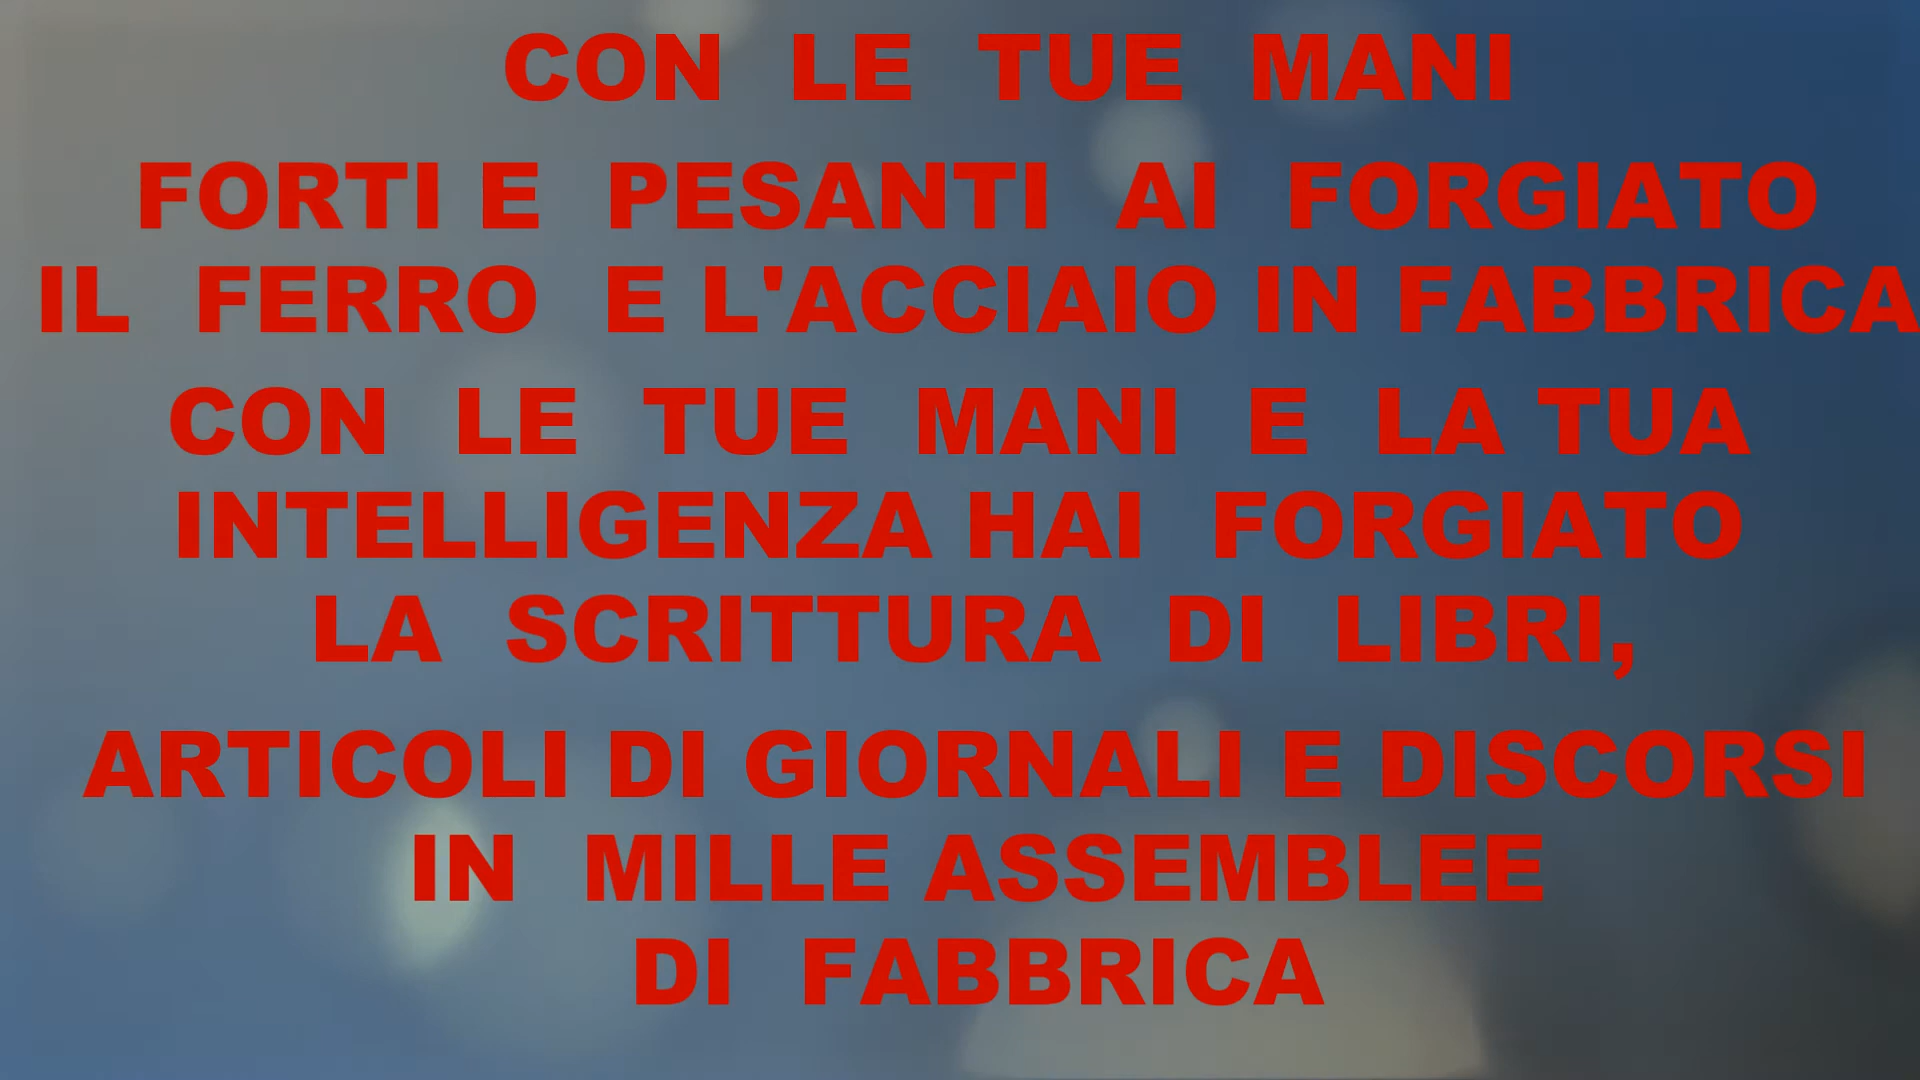 CON LE TUE MANI
FORTI E PESANTI AI FORGIATO
IL FERRO E L'ACCIAIO IN FABBRICA
CON LE TUE MANI E LA TUA
INTELLIGENZA HAI FORGIATO
LA SCRITTURA DI LIBRI,
ARTICOLI DI GIORNALI E DISCORSI
IN MILLE ASSEMBLEE
DI FABBRICA